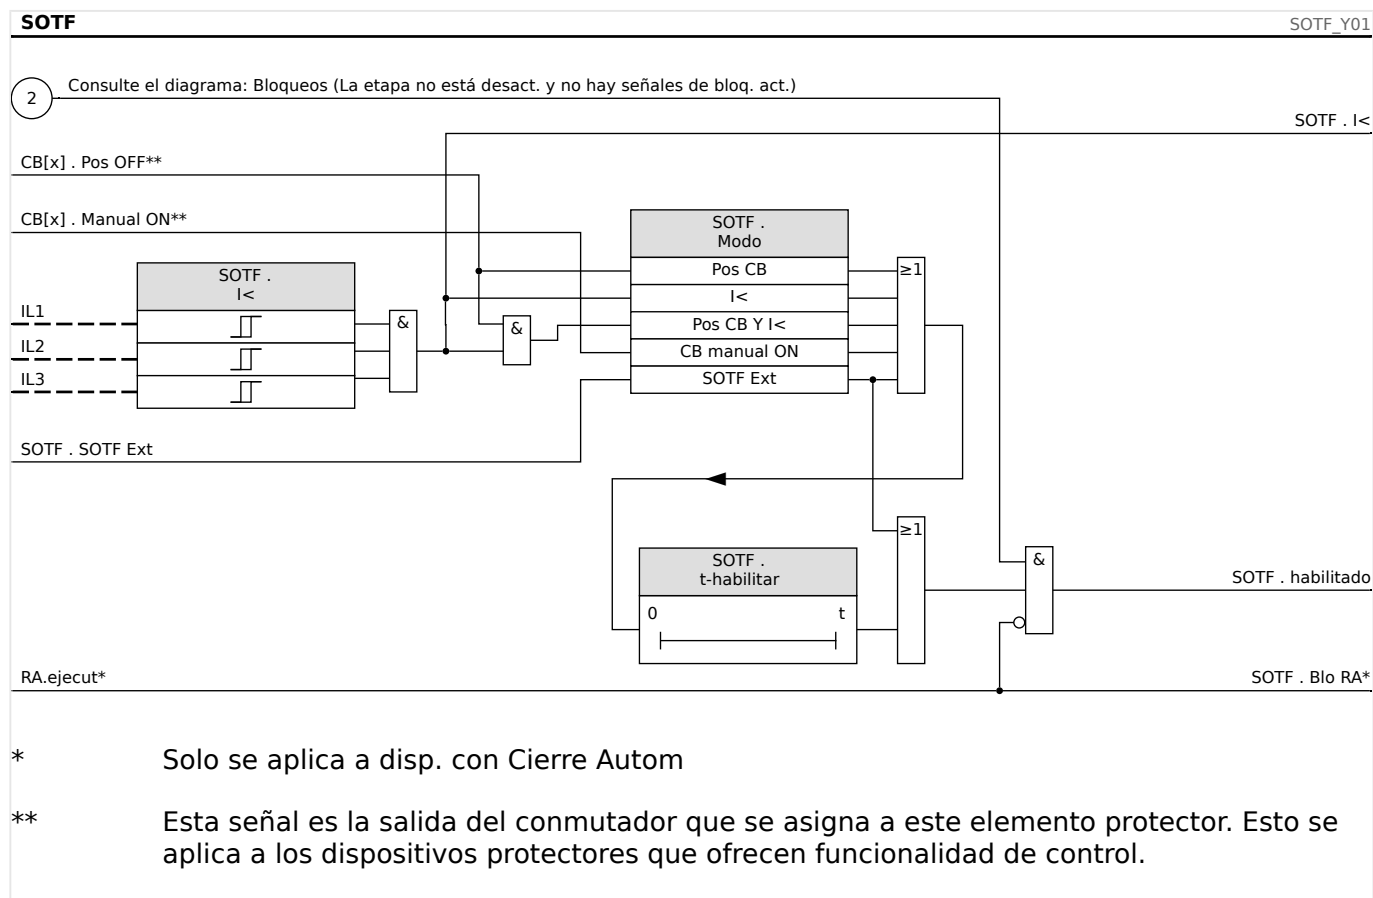 SOTF
SOTF_Y01
2
Consulte el diagrama: Bloqueos (La etapa no está desact. y no hay señales de bloq. act.)
SOTF . I<
CB[x] . Pos OFF**
CB[x] . Manual ON**
SOTF .
Modo
Pos CB
I<
Pos CB Y I<
CB manual ON
SOTF Ext
≥1
SOTF .
I<
IL1
IL2
IL3
&
&
SOTF . SOTF Ext
≥1
SOTF .
t-habilitar
0
t
&
SOTF . habilitado
RA.ejecut*
SOTF . Blo RA*
* Solo se aplica a disp. con Cierre Autom
** Esta señal es la salida del conmutador que se asigna a este elemento protector. Esto se
aplica a los dispositivos protectores que ofrecen funcionalidad de control.